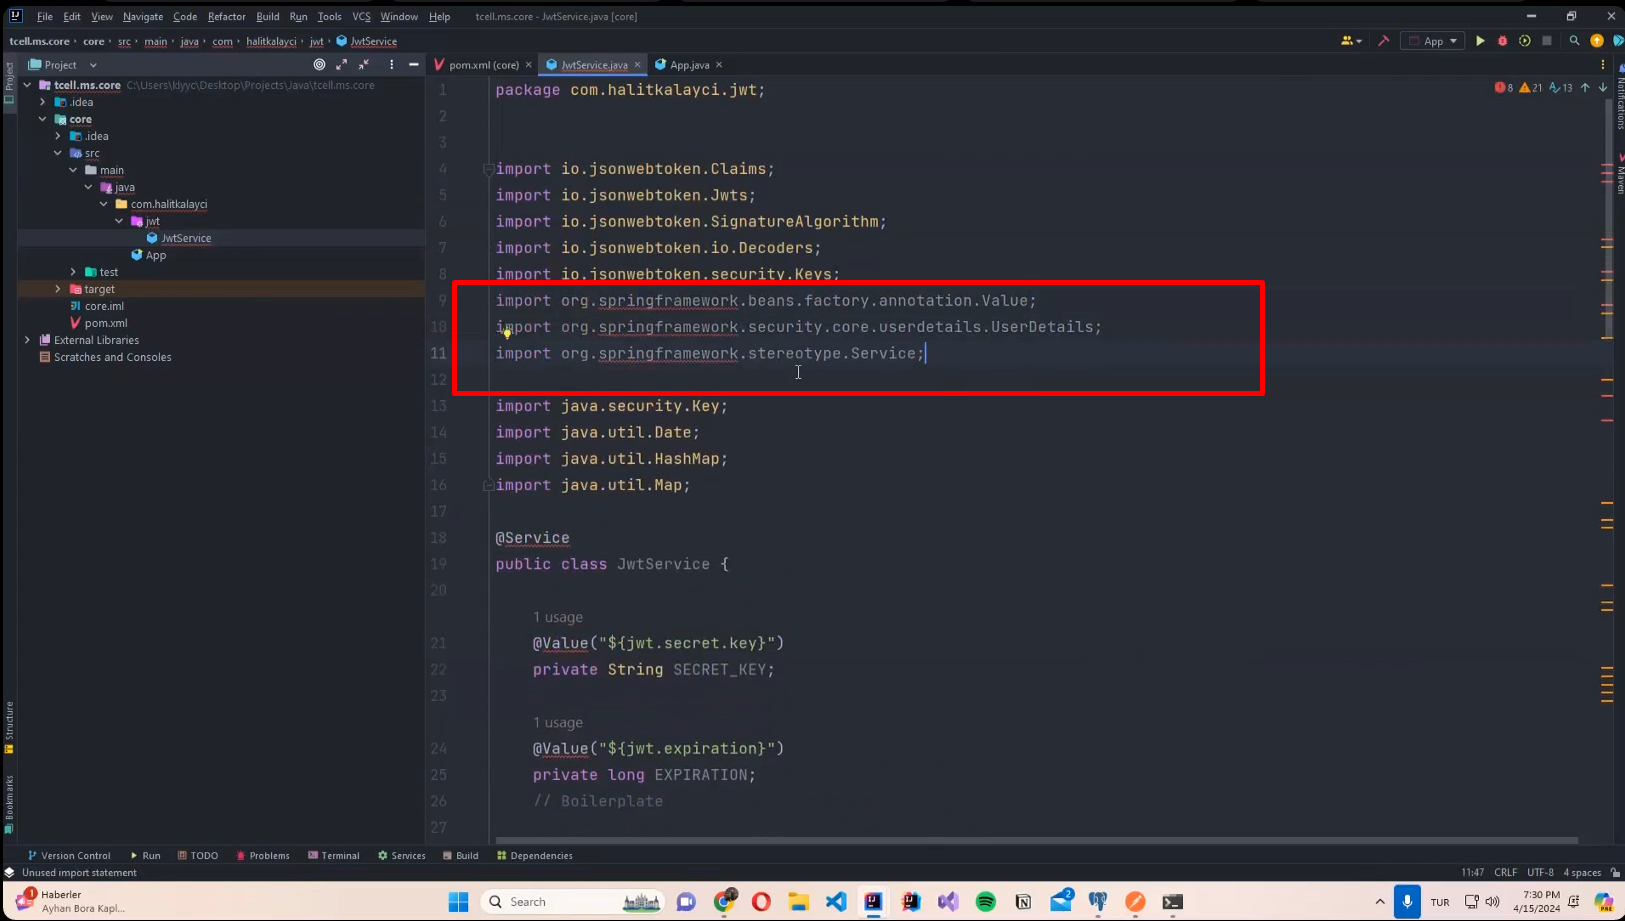 File Edit View Navigate Code Refactor Build Run Tools VCS Window Help tcell.ms.core - JwtService.java [core]
tcell.ms.core core src main java com halitkalayci jwt JwtService App
Project pom.xml (core) JwtService.java App.java
Project
tcell.ms.core C:\Users\ldyyc\Desktop\Projects\Java\tcell.ms.core
.idea
core
.idea
src
main
java
com.halitkalayci
jwt
JwtService
App
test
target
core.iml
pom.xml
External Libraries
Scratches and Consoles
Structure
Bookmarks
8 21 13
1 package com.halitkalayci.jwt;
2
3
4 import io.jsonwebtoken.Claims;
5 import io.jsonwebtoken.Jwts;
6 import io.jsonwebtoken.SignatureAlgorithm;
7 import io.jsonwebtoken.io.Decoders;
8 import io.jsonwebtoken.security.Keys;
9 import org.springframework.beans.factory.annotation.Value;
10 import org.springframework.security.core.userdetails.UserDetails;
11 import org.springframework.stereotype.Service;
12
13 import java.security.Key;
14 import java.util.Date;
15 import java.util.HashMap;
16 import java.util.Map;
17
18 @Service
19 public class JwtService {
20
1 usage
21 @Value("${jwt.secret.key}")
22 private String SECRET_KEY;
23
1 usage
24 @Value("${jwt.expiration}")
25 private long EXPIRATION;
26 // Boilerplate
27
Notifications
Maven
Version Control Run TODO Problems Terminal Services Build Dependencies
Unused import statement 11:47 CRLF UTF-8 4 spaces
1 Haberler
Ayhan Bora Kapl...
Search
2
TUR
7:30 PM
4/15/2024
PRE